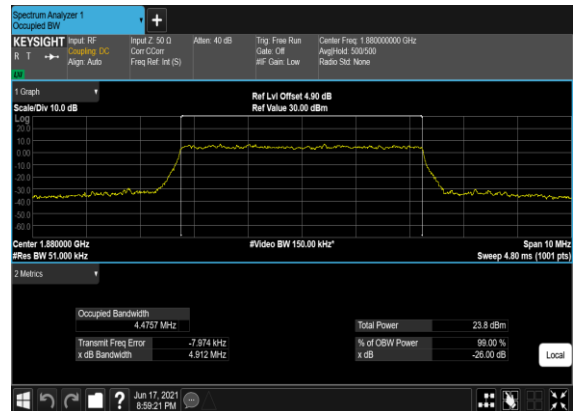 Spectrum Analyzer 1
Occupied BW
+
KEYSIGHT Input: RF Input Z: 50 Ω Atten: 40 dB Trig: Free Run Center Freq: 1.880000000 GHz
R T Coupling: DC Corr CCorr Gate: Off Avg|Hold: 500/500
Align: Auto Freq Ref: Int (S) #IF Gain: Low Radio Std: None
LXI
1 Graph
Ref Lvl Offset 4.90 dB
Scale/Div 10.0 dB Ref Value 30.00 dBm
Log
20.0
10.0
0.00
-10.0
-20.0
-30.0
-40.0
-50.0
-60.0
Center 1.880000 GHz #Video BW 150.00 kHz* Span 10 MHz
#Res BW 51.000 kHz Sweep 4.80 ms (1001 pts)
2 Metrics
Occupied Bandwidth
4.4757 MHz Total Power 23.8 dBm
Transmit Freq Error -7.974 kHz % of OBW Power 99.00 %
x dB Bandwidth 4.912 MHz x dB -26.00 dB
Local
? Jun 17, 2021
8:59:21 PM